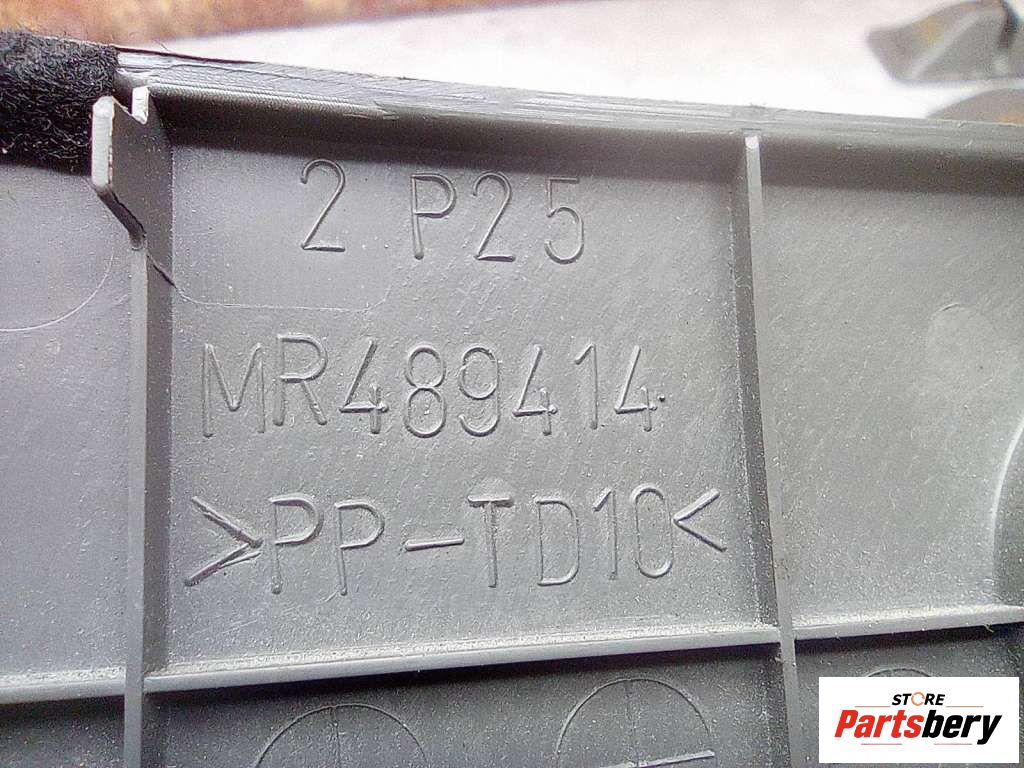 2 P25
MR489414
>PP-TD10<
STORE
Partsbery